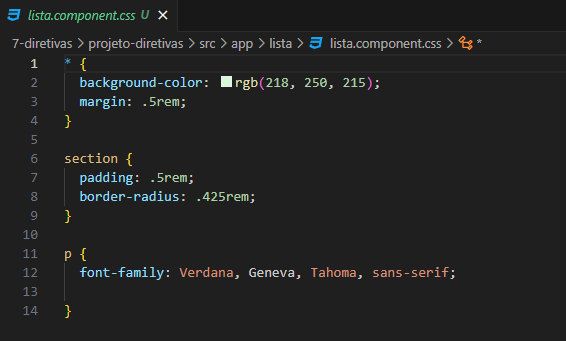 lista.component.css U ×
7-diretivas > projeto-diretivas > src > app > lista > lista.component.css > *
1 * {
2 background-color: rgb(218, 250, 215);
3 margin: .5rem;
4 }
5
6 section {
7 padding: .5rem;
8 border-radius: .425rem;
9 }
10
11 p {
12 font-family: Verdana, Geneva, Tahoma, sans-serif;
13
14 }